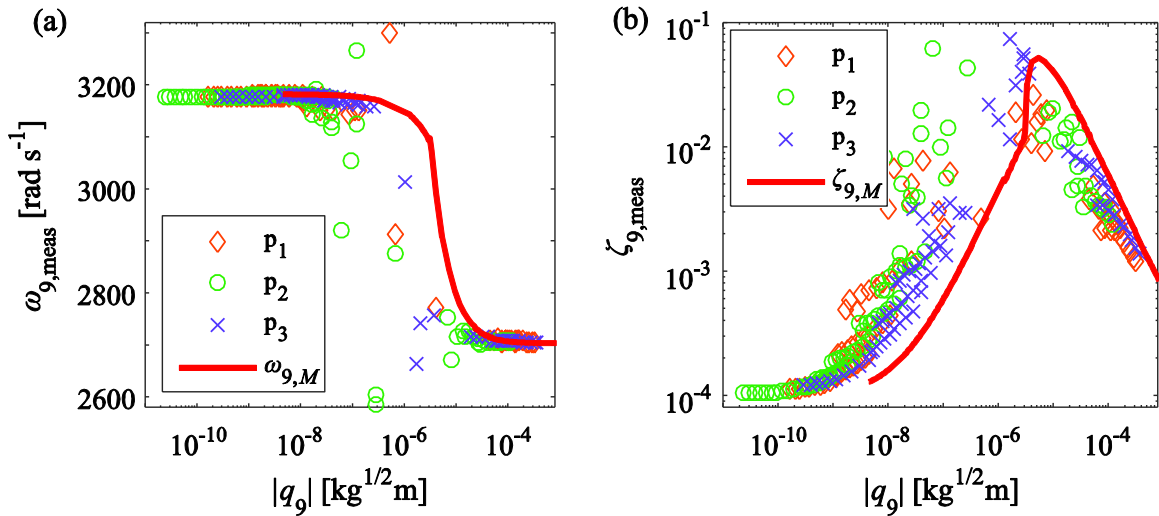 (a)
3200
3000
2800
2600
ω9,meas [rad s-1]
p1
p2
p3
ω9,M
10-10
10-8
10-6
10-4
|q9| [kg1/2m]
(b)
10-1
10-2
10-3
10-4
ζ9,meas
p1
p2
p3
ζ9,M
10-10
10-8
10-6
10-4
|q9| [kg1/2m]